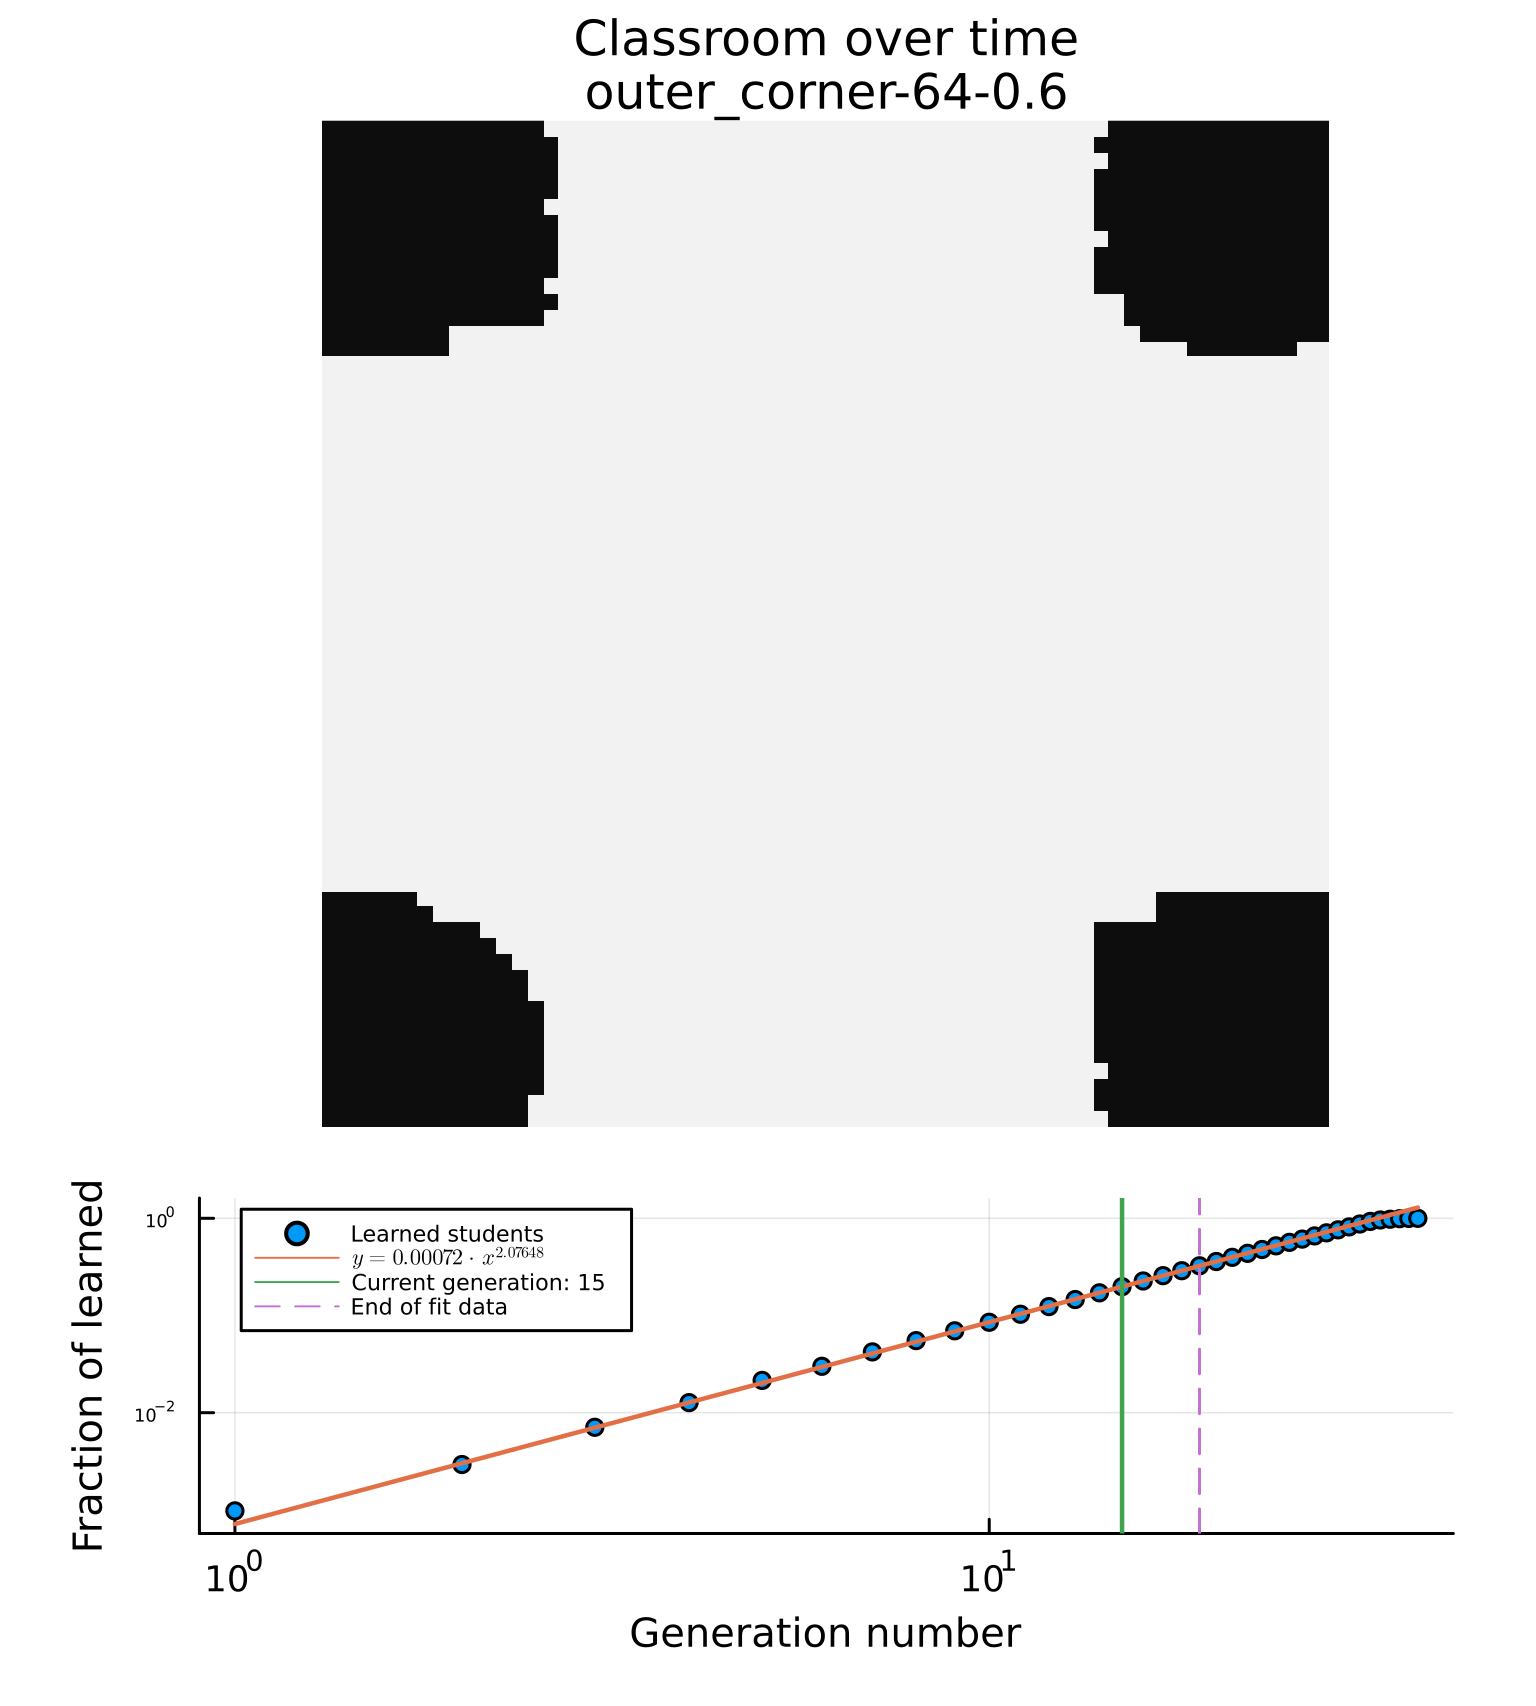 Classroom over time
outer_corner-64-0.6
Fraction of learned
10^0
10^-2
Learned students
y = 0.00072 · x^2.07648
Current generation: 15
End of fit data
10^0
10^1
Generation number